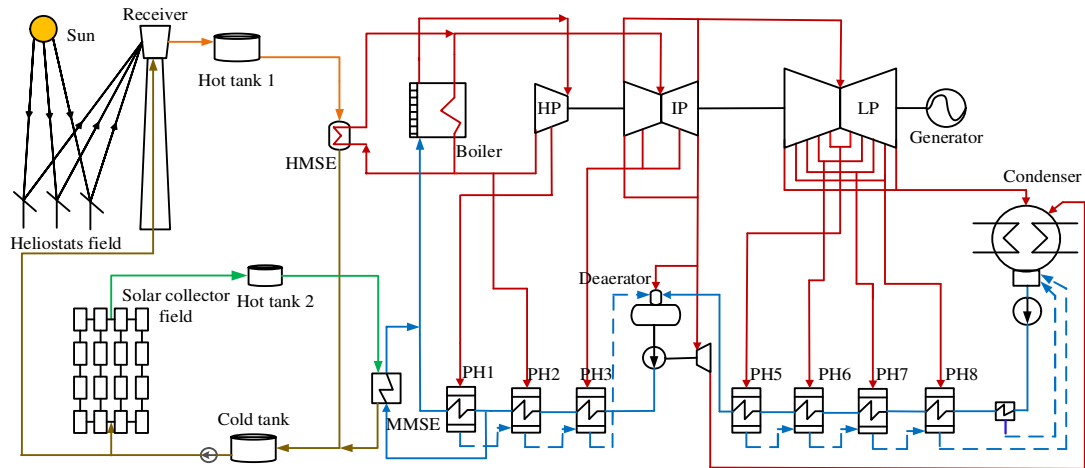 Receiver
Sun
Hot tank 1
HP
IP
LP
Generator
HMSE
Boiler
Condenser
Heliostats field
Solar collector
field
Hot tank 2
Deaerator
PH1
PH2
PH3
PH5
PH6
PH7
PH8
Cold tank
MMSE